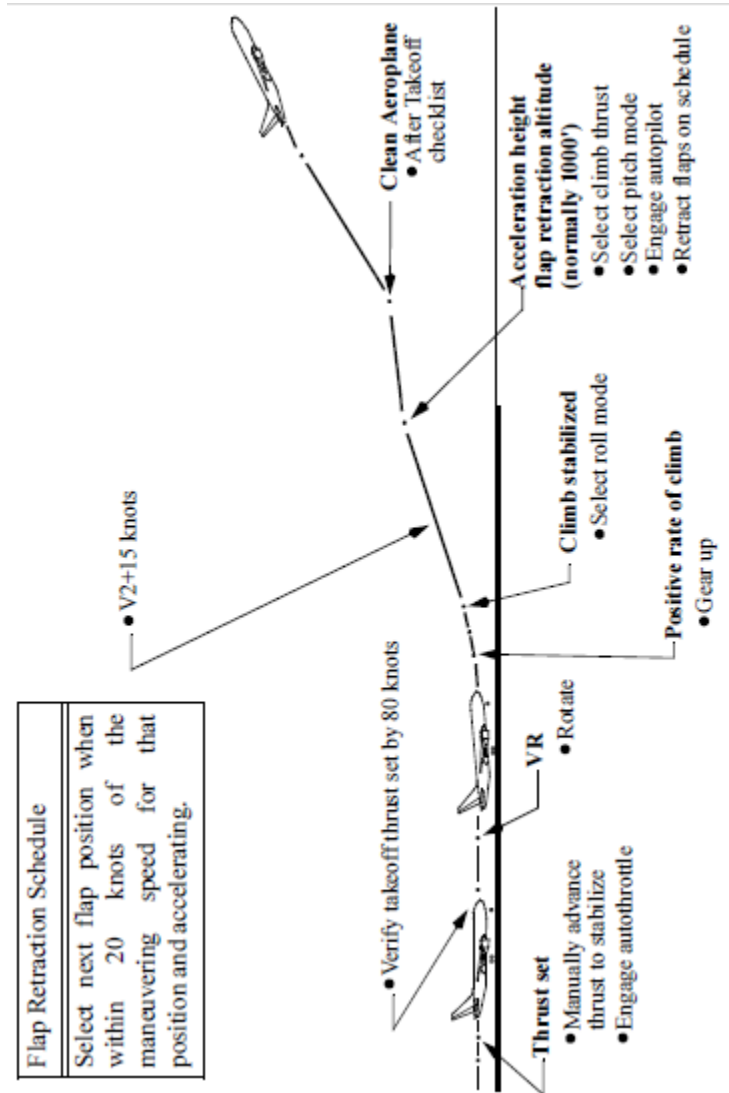 Flap Retraction Schedule
Select next flap position when
within 20 knots of the
maneuvering speed for that
position and accelerating.
●V2+15 knots
●Verify takeoff thrust set by 80 knots
Thrust set
●Manually advance
thrust to stabilize
●Engage autothrottle
VR
●Rotate
Positive rate of climb
●Gear up
Climb stabilized
●Select roll mode
Acceleration height
flap retraction altitude
(normally 1000')
●Select climb thrust
●Select pitch mode
●Engage autopilot
●Retract flaps on schedule
Clean Aeroplane
●After Takeoff
checklist